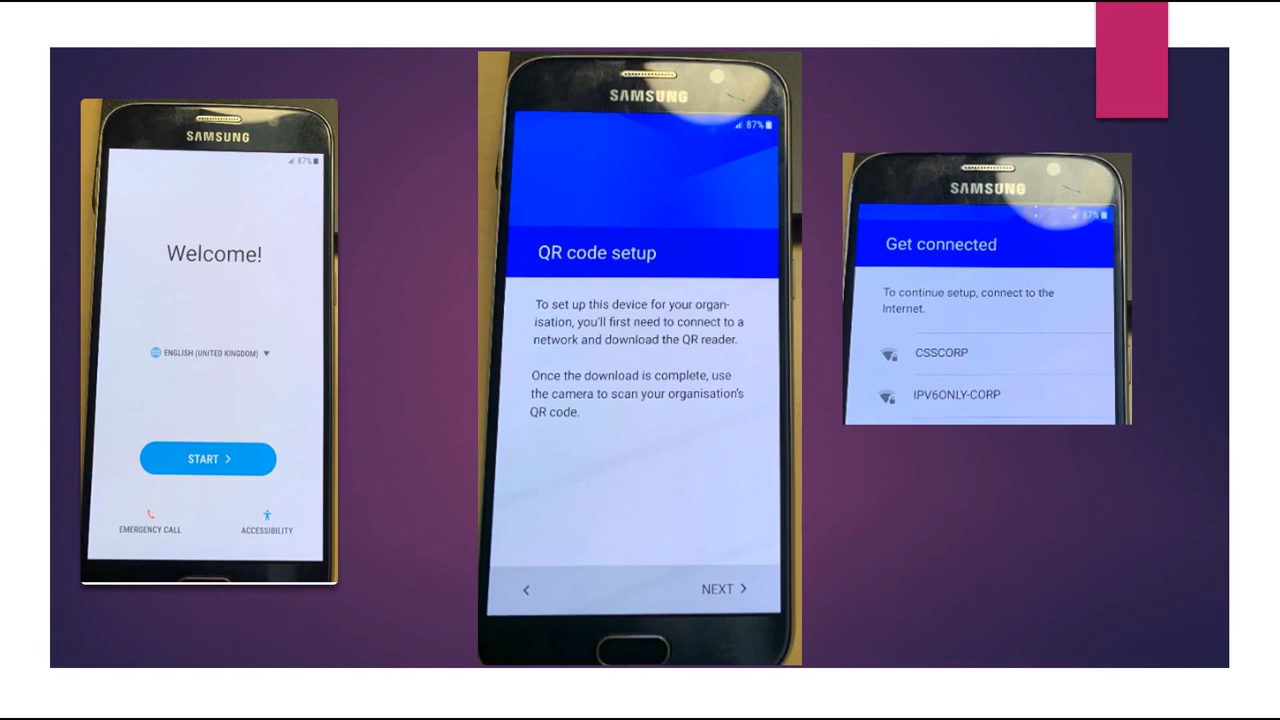 SAMSUNG
87%
Welcome!
ENGLISH (UNITED KINGDOM)
START
EMERGENCY CALL
ACCESSIBILITY
SAMSUNG
87%
QR code setup
To set up this device for your organ-
isation, you'll first need to connect to a
network and download the QR reader.
Once the download is complete, use
the camera to scan your organisation's
QR code.
NEXT
SAMSUNG
87%
Get connected
To continue setup, connect to the
Internet.
CSSCORP
IPV6ONLY-CORP